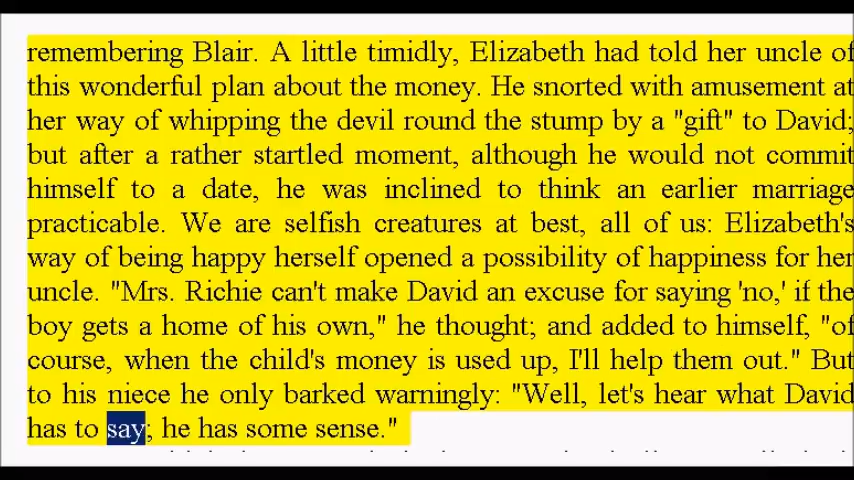 remembering Blair. A little timidly, Elizabeth had told her uncle of
this wonderful plan about the money. He snorted with amusement at
her way of whipping the devil round the stump by a "gift" to David;
but after a rather startled moment, although he would not commit
himself to a date, he was inclined to think an earlier marriage
practicable. We are selfish creatures at best, all of us: Elizabeth's
way of being happy herself opened a possibility of happiness for her
uncle. "Mrs. Richie can't make David an excuse for saying 'no,' if the
boy gets a home of his own," he thought; and added to himself, "of
course, when the child's money is used up, I'll help them out." But
to his niece he only barked warningly: "Well, let's hear what David
has to say; he has some sense."